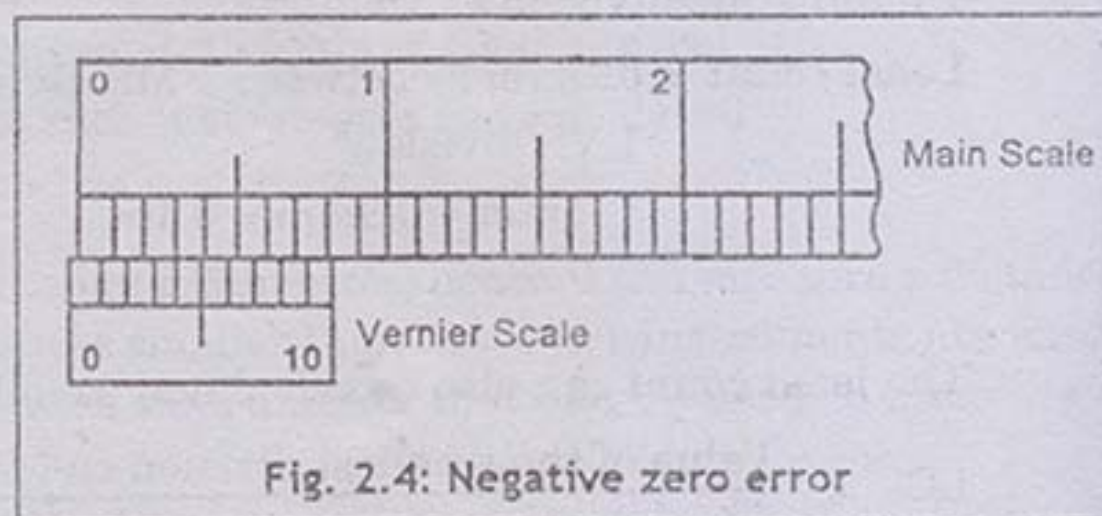 0 1 2
Main Scale
Vernier Scale
0 10
Fig. 2.4: Negative zero error